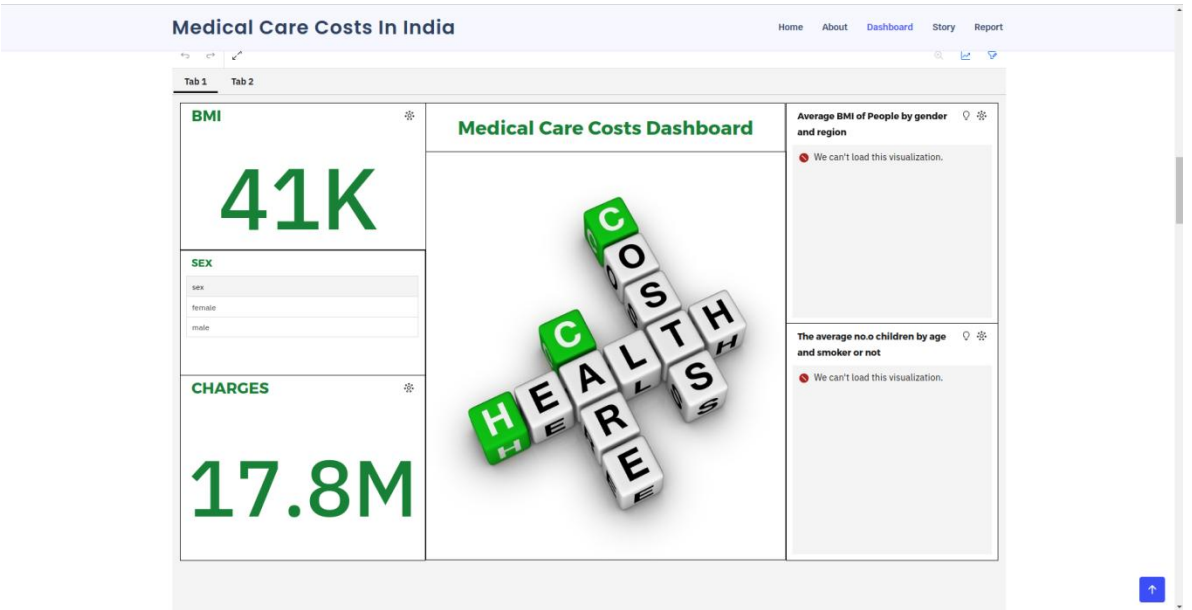 Medical Care Costs In India
Home About Dashboard Story Report
Tab 1 Tab 2
BMI
41K
SEX
sex
female
male
CHARGES
17.8M
Medical Care Costs Dashboard
COSTS
HEALTH
CARE
Average BMI of People by gender
and region
We can't load this visualization.
The average no.o children by age
and smoker or not
We can't load this visualization.